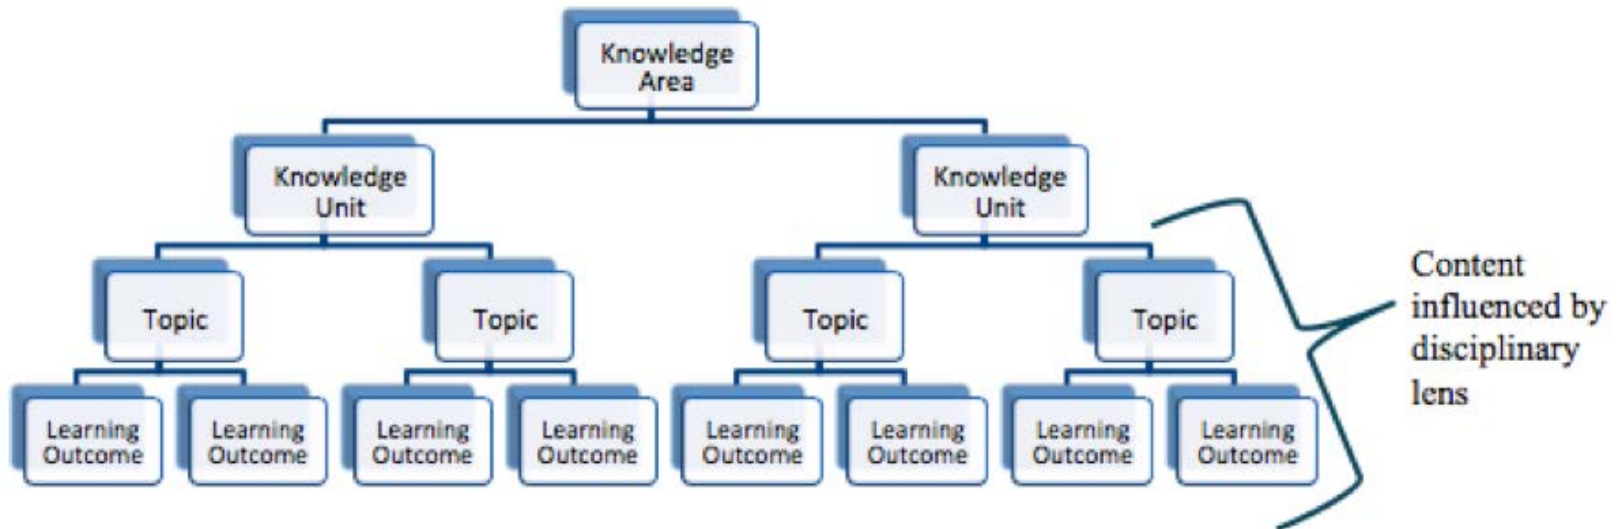 Knowledge
Area
Knowledge
Unit
Knowledge
Unit
Topic
Topic
Topic
Topic
Content
influenced by
disciplinary
lens
Learning
Outcome
Learning
Outcome
Learning
Outcome
Learning
Outcome
Learning
Outcome
Learning
Outcome
Learning
Outcome
Learning
Outcome